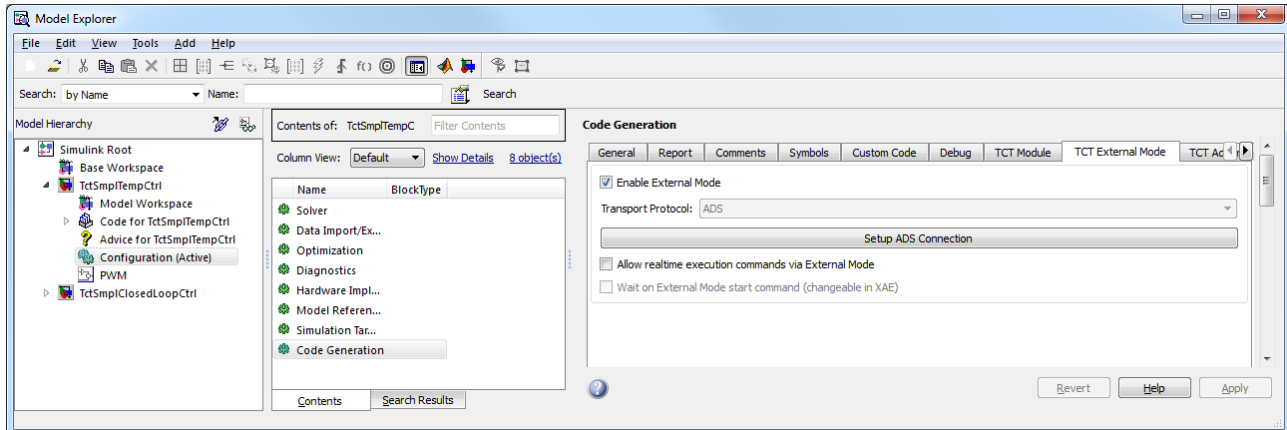 Model Explorer
File Edit View Tools Add Help
Search: by Name Name: Search
Model Hierarchy
Simulink Root
Base Workspace
TctSmplTempCtrl
Model Workspace
Code for TctSmplTempCtrl
Advice for TctSmplTempCtrl
Configuration (Active)
PWM
TctSmplClosedLoopCtrl
Contents of: TctSmplTempC Filter Contents
Column View: Default Show Details 8 object(s)
Name BlockType
Solver
Data Import/Ex...
Optimization
Diagnostics
Hardware Impl...
Model Referen...
Simulation Tar...
Code Generation
Contents Search Results
Code Generation
General Report Comments Symbols Custom Code Debug TCT Module TCT External Mode TCT Ad
Enable External Mode
Transport Protocol: ADS
Setup ADS Connection
Allow realtime execution commands via External Mode
Wait on External Mode start command (changeable in XAE)
Revert Help Apply